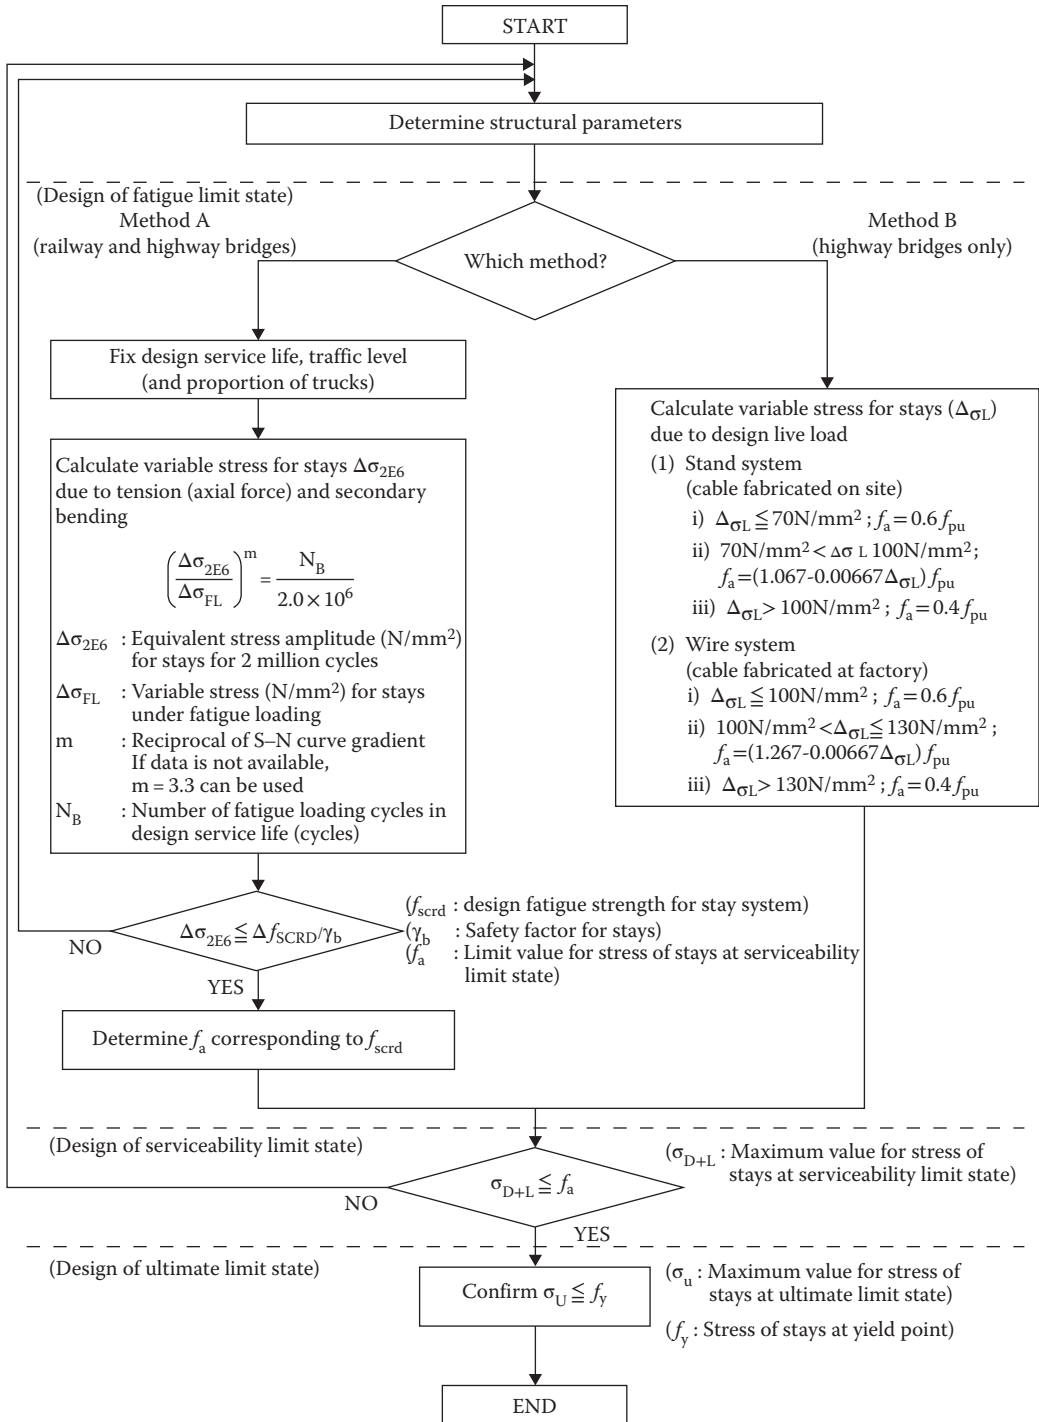 START
Determine structural parameters
(Design of fatigue limit state)
Method A
(railway and highway bridges)
Which method?
Method B
(highway bridges only)
Fix design service life, traffic level
(and proportion of trucks)
Calculate variable stress for stays Δσ2E6
due to tension (axial force) and secondary
bending
(Δσ2E6/ΔσFL)^m = NB/2.0 × 10^6
Δσ2E6 : Equivalent stress amplitude (N/mm²)
for stays for 2 million cycles
ΔσFL : Variable stress (N/mm²) for stays
under fatigue loading
m : Reciprocal of S–N curve gradient
If data is not available,
m = 3.3 can be used
NB : Number of fatigue loading cycles in
design service life (cycles)
Calculate variable stress for stays (ΔσL)
due to design live load
(1) Stand system
(cable fabricated on site)
i) ΔσL ≦ 70N/mm² ; fa = 0.6 fpu
ii) 70N/mm² < Δσ L 100N/mm²;
fa=(1.067-0.00667ΔσL) fpu
iii) ΔσL > 100N/mm² ; fa = 0.4 fpu
(2) Wire system
(cable fabricated at factory)
i) ΔσL ≦ 100N/mm² ; fa = 0.6 fpu
ii) 100N/mm² < ΔσL ≦ 130N/mm² ;
fa=(1.267-0.00667ΔσL) fpu
iii) ΔσL > 130N/mm² ; fa = 0.4 fpu
Δσ2E6 ≦ ΔfSCRD/γb
NO
YES
(fscrd : design fatigue strength for stay system)
(γb : Safety factor for stays)
(fa : Limit value for stress of stays at serviceability
limit state)
Determine fa corresponding to fscrd
(Design of serviceability limit state)
σD+L ≦ fa
NO
YES
(σD+L : Maximum value for stress of
stays at serviceability limit state)
(Design of ultimate limit state)
Confirm σU ≦ fy
(σu : Maximum value for stress of
stays at ultimate limit state)
(fy : Stress of stays at yield point)
END